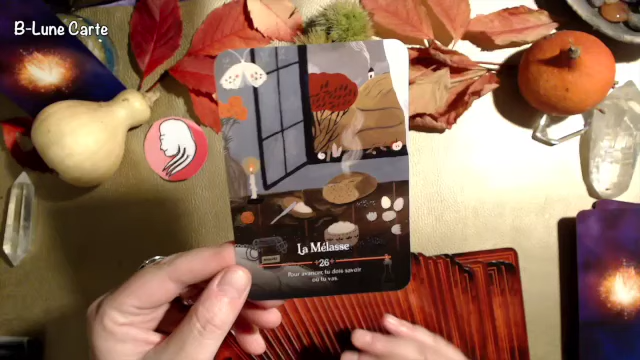 B-Lune Carte
La Mélasse
26
Pour avancer, tu dois savoir
où tu vas.